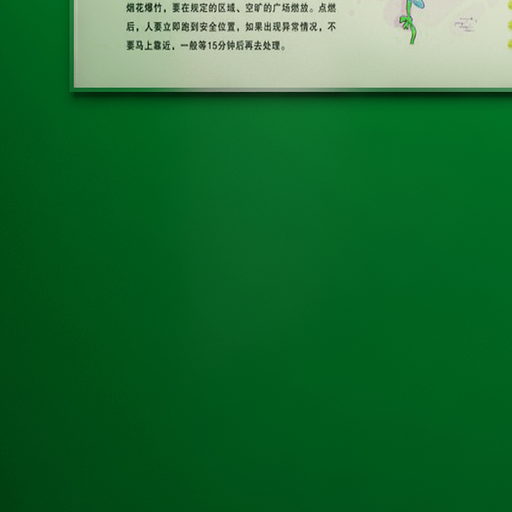 烟花爆竹，要在规定的区域、空旷的广场燃放。点燃
后，人要立即跑到安全位置，如果出现异常情况，不
要马上靠近，一般等15分钟后再去处理。